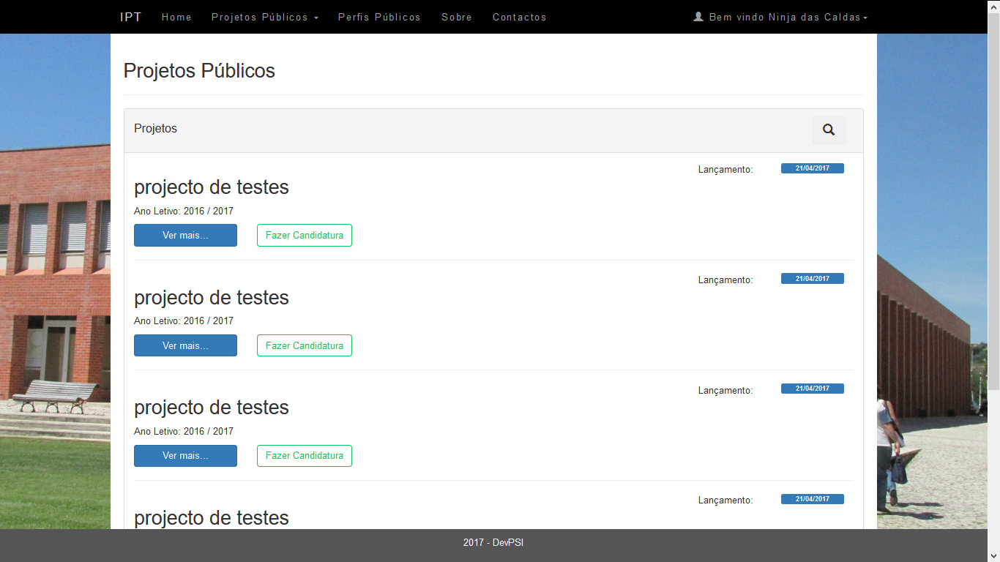 IPT Home Projetos Públicos Perfis Públicos Sobre Contactos Bem vindo Ninja das Caldas
Projetos Públicos
Projetos
Lançamento: 21/04/2017
projecto de testes
Ano Letivo: 2016 / 2017
Ver mais... Fazer Candidatura
Lançamento: 21/04/2017
projecto de testes
Ano Letivo: 2016 / 2017
Ver mais... Fazer Candidatura
Lançamento: 21/04/2017
projecto de testes
Ano Letivo: 2016 / 2017
Ver mais... Fazer Candidatura
Lançamento: 21/04/2017
projecto de testes
2017 - DevPSI